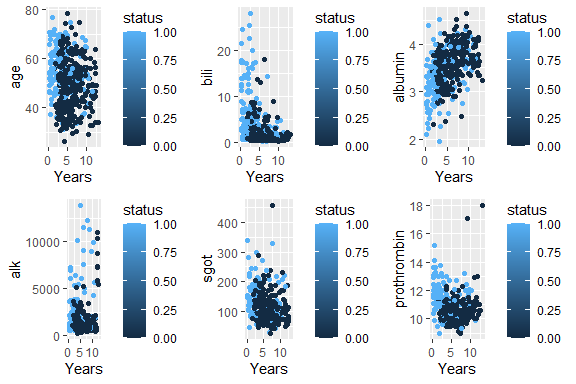 age
80
60
40
0 5 10
Years
status
1.00
0.75
0.50
0.25
0.00
bili
20
10
0
0 5 10
Years
status
1.00
0.75
0.50
0.25
0.00
albumin
4
3
2
0 5 10
Years
status
1.00
0.75
0.50
0.25
0.00
alk
10000
5000
0
0 5 10
Years
status
1.00
0.75
0.50
0.25
0.00
sgot
400
300
200
100
0 5 10
Years
status
1.00
0.75
0.50
0.25
0.00
prothrombin
18
16
14
12
10
0 5 10
Years
status
1.00
0.75
0.50
0.25
0.00